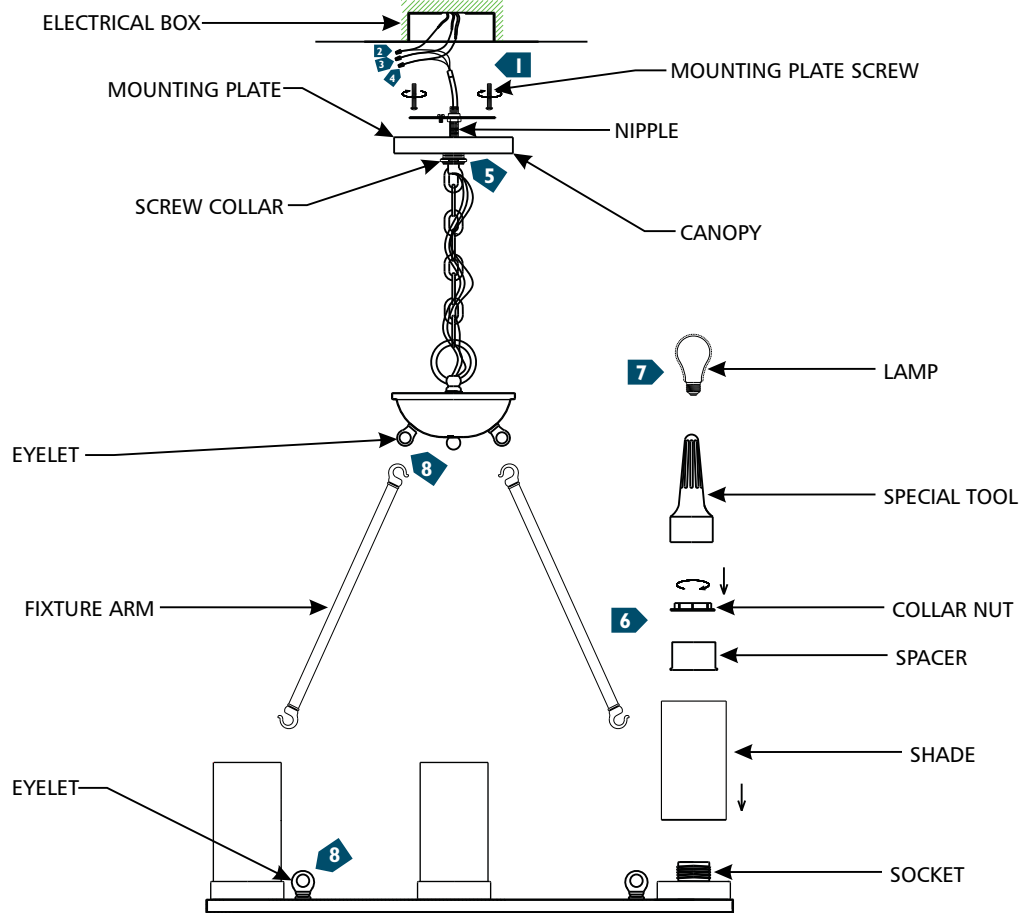 ELECTRICAL BOX
2
3
4
1
MOUNTING PLATE SCREW
MOUNTING PLATE
NIPPLE
5
SCREW COLLAR
CANOPY
7
LAMP
EYELET
8
SPECIAL TOOL
FIXTURE ARM
6
COLLAR NUT
SPACER
SHADE
EYELET
8
SOCKET